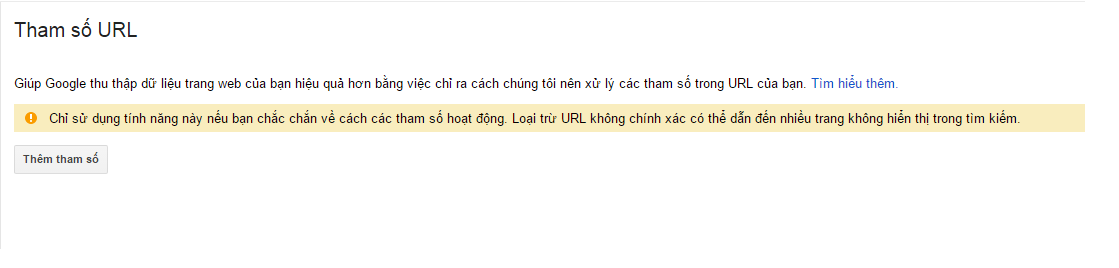 Tham số URL
Giúp Google thu thập dữ liệu trang web của bạn hiệu quả hơn bằng việc chỉ ra cách chúng tôi nên xử lý các tham số trong URL của bạn. Tìm hiểu thêm.
Chỉ sử dụng tính năng này nếu bạn chắc chắn về cách các tham số hoạt động. Loại trừ URL không chính xác có thể dẫn đến nhiều trang không hiển thị trong tìm kiếm.
Thêm tham số